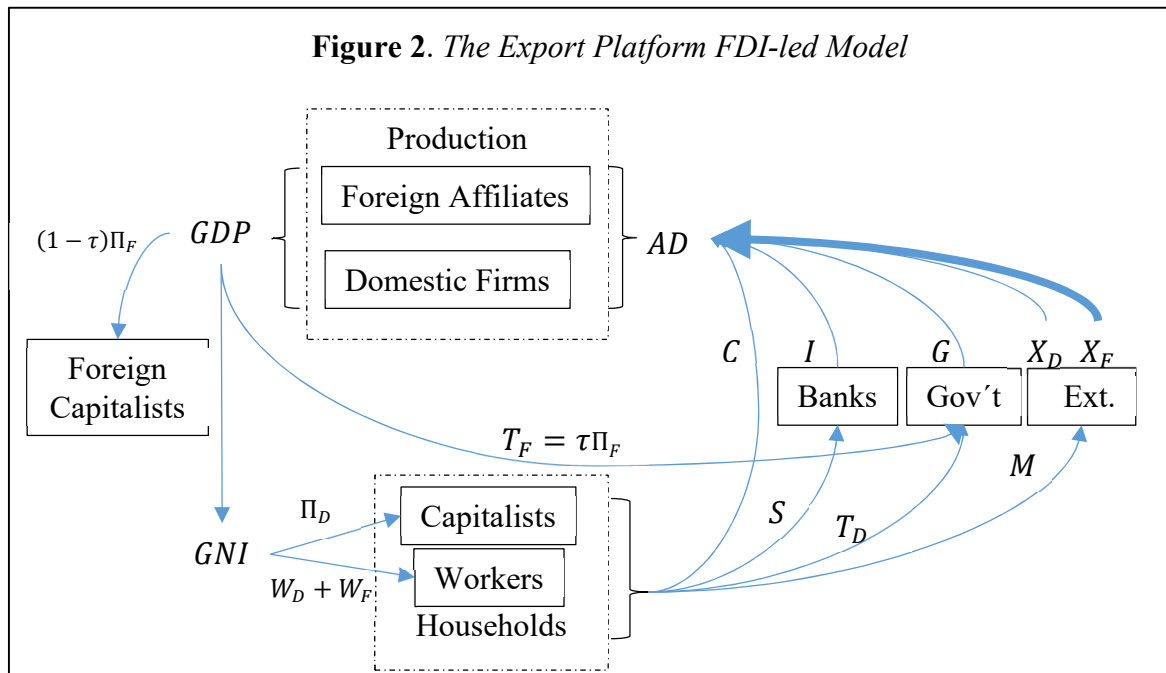 Figure 2. The Export Platform FDI-led Model
Production
Foreign Affiliates
Domestic Firms
(1 − τ)Π_F
GDP
AD
Foreign
Capitalists
C
I
G
X_D
X_F
Banks
Gov´t
Ext.
T_F = τΠ_F
M
S
T_D
GNI
Π_D
W_D + W_F
Capitalists
Workers
Households